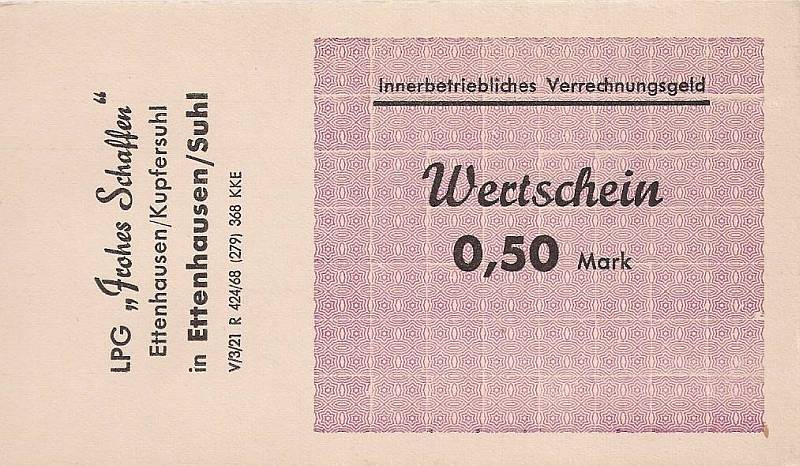 LPG „Frohes Schaffen“
Ettenhausen/Kupfersuhl
in Ettenhausen/Suhl
V/3/21 R 424/68 (279) 368 KKE
Innerbetriebliches Verrechnungsgeld
Wertschein
0,50 Mark